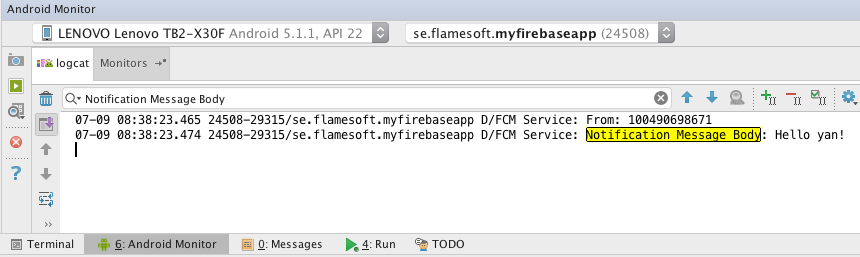 Android Monitor
LENOVO Lenovo TB2-X30F Android 5.1.1, API 22 se.flamesoft.myfirebaseapp (24508)
logcat Monitors
Notification Message Body
07-09 08:38:23.465 24508-29315/se.flamesoft.myfirebaseapp D/FCM Service: From: 100490698671
07-09 08:38:23.474 24508-29315/se.flamesoft.myfirebaseapp D/FCM Service: Notification Message Body: Hello yan!
Terminal 6: Android Monitor 0: Messages 4: Run TODO